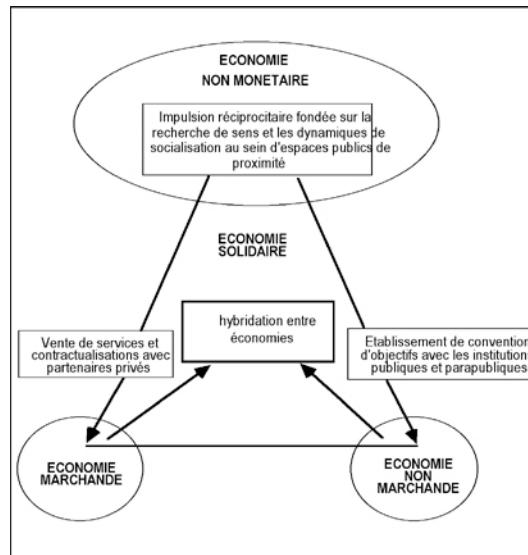 ECONOMIE
NON MONETAIRE
Impulsion réciprocitaire fondée sur la
recherche de sens et les dynamiques de
socialisation au sein d'espaces publics de
proximité
ECONOMIE
SOLIDAIRE
hybridation entre
économies
Vente de services et
contractualisations avec
partenaires privés
Etablissement de convention
d'objectifs avec les institutions
publiques et parapubliques
ECONOMIE
MARCHANDE
ECONOMIE
NON
MARCHANDE